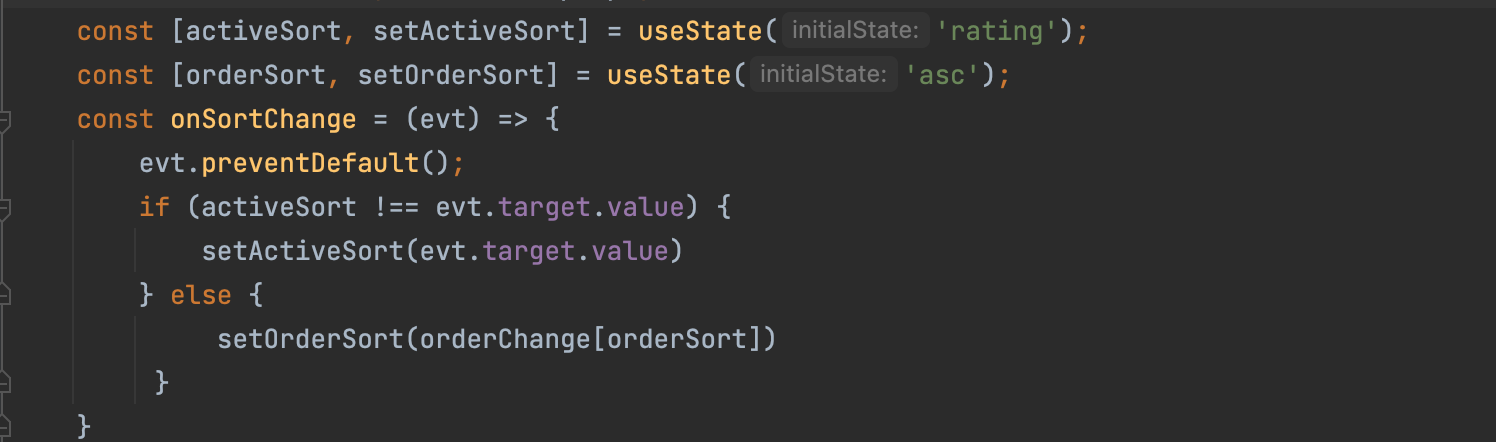 const [activeSort, setActiveSort] = useState( initialState: 'rating');
const [orderSort, setOrderSort] = useState( initialState: 'asc');
const onSortChange = (evt) => {
evt.preventDefault();
if (activeSort !== evt.target.value) {
setActiveSort(evt.target.value)
} else {
setOrderSort(orderChange[orderSort])
}
}